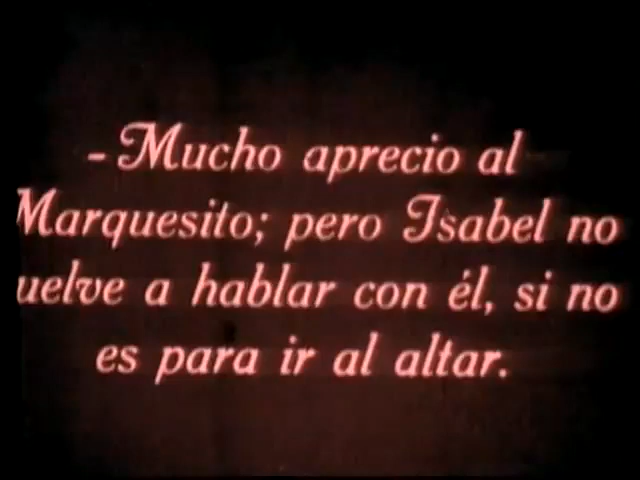 -Mucho aprecio al
Marquesito; pero Isabel no
uelve a hablar con él, si no
es para ir al altar.